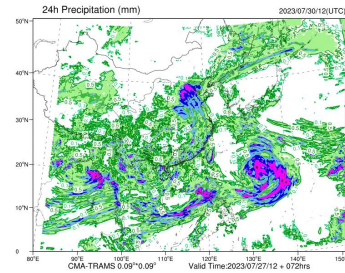 24h Precipitation (mm) 2023/07/30/12(UTC)
50°N
40°N
30°N
20°N
10°N
0
80°E 90°E 100°E 110°E 120°E 130°E 140°E 150
CMA-TRAMS 0.09°*0.09° Valid Time:2023/07/27/12 + 072hrs